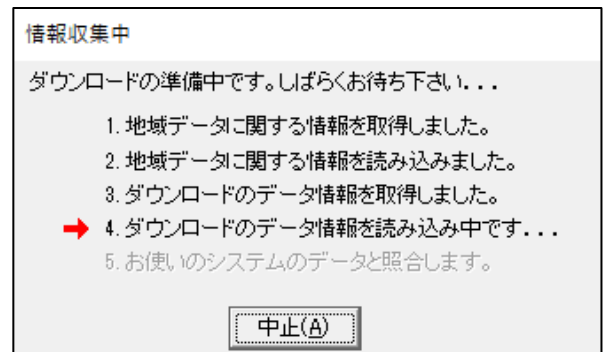 情報収集中
ダウンロードの準備中です。しばらくお待ち下さい...
1. 地域データに関する情報を取得しました。
2. 地域データに関する情報を読み込みました。
3. ダウンロードのデータ情報を取得しました。
4. ダウンロードのデータ情報を読み込み中です...
5. お使いのシステムのデータと照合します。
中止(A)